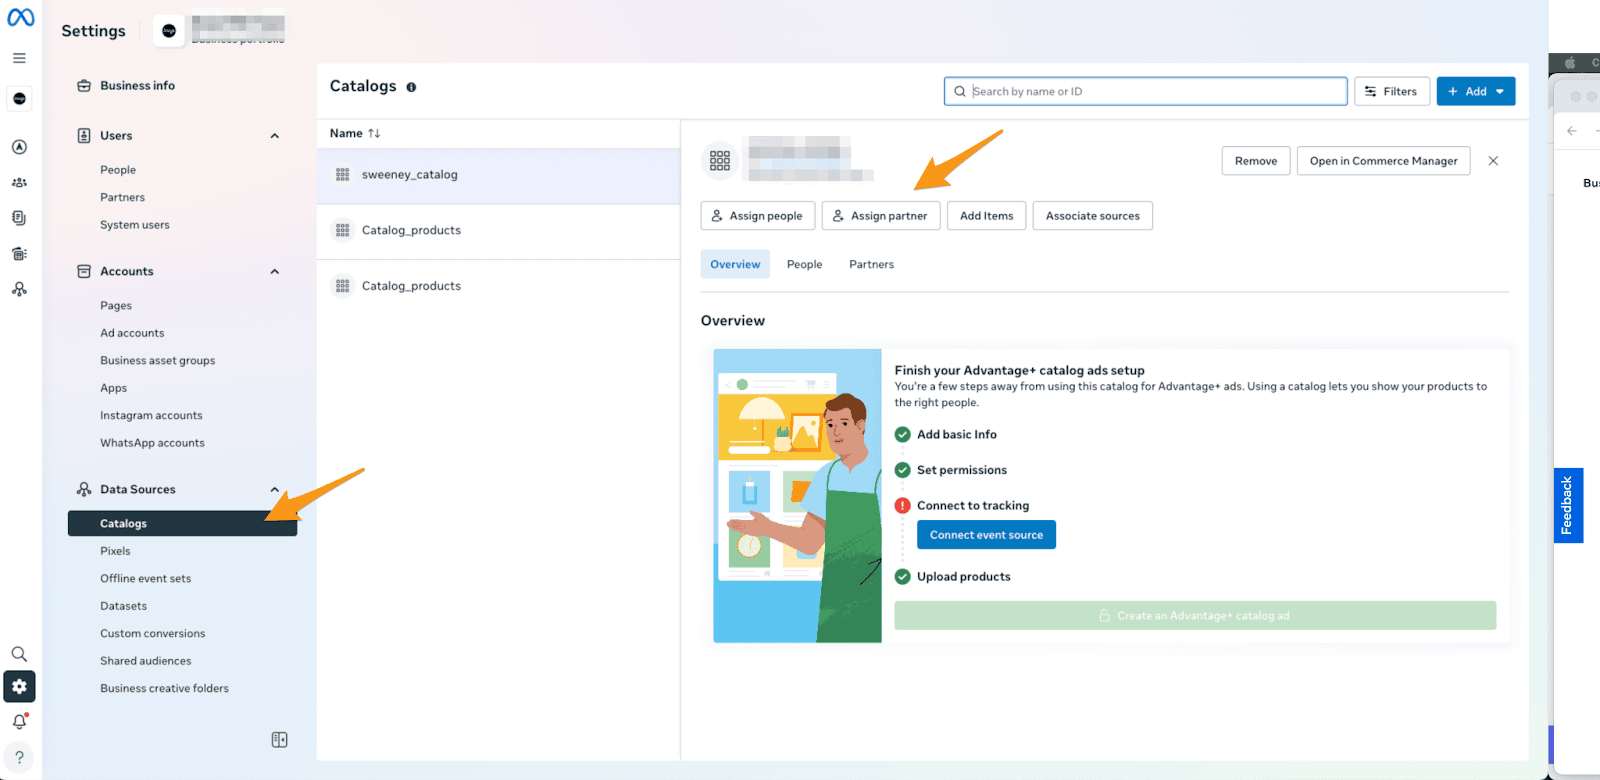 Settings
Business info
Users
People
Partners
System users
Accounts
Pages
Ad accounts
Business asset groups
Apps
Instagram accounts
WhatsApp accounts
Data Sources
Catalogs
Pixels
Offline event sets
Datasets
Custom conversions
Shared audiences
Business creative folders
?
Catalogs
Search by name or ID
Filters
+ Add
Name
sweeney_catalog
Catalog_products
Catalog_products
Remove
Open in Commerce Manager
Assign people
Assign partner
Add Items
Associate sources
Overview
People
Partners
Overview
Finish your Advantage+ catalog ads setup
You're a few steps away from using this catalog for Advantage+ ads. Using a catalog lets you show your products to
the right people.
Add basic Info
Set permissions
Connect to tracking
Connect event source
Upload products
Create an Advantage+ catalog ad
Feedback